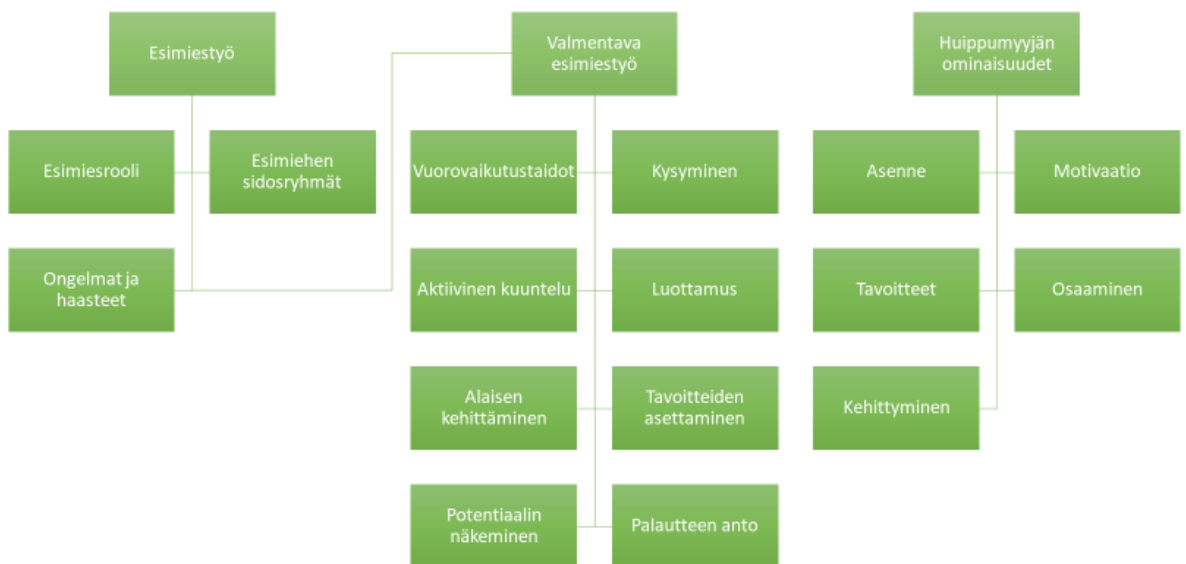 Esimiestyö
Valmentava
esimiestyö
Huippumyyjän
ominaisuudet
Esimiesrooli
Esimiehen
sidosryhmät
Vuorovaikutustaidot
Kysyminen
Asenne
Motivaatio
Ongelmat ja
haasteet
Aktiivinen kuuntelu
Luottamus
Tavoitteet
Osaaminen
Alaisen
kehittäminen
Tavoitteiden
asettaminen
Kehittyminen
Potentiaalin
näkeminen
Palautteen anto